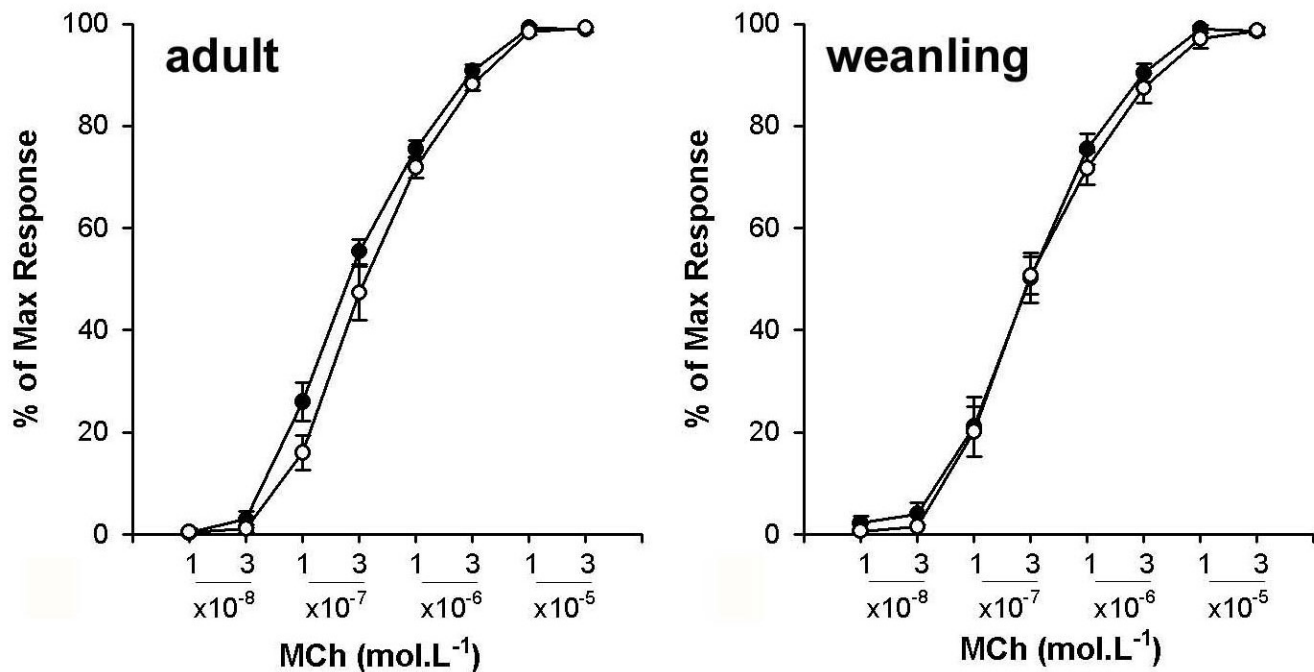 adult
% of Max Response
100
80
60
40
20
0
1 3 1 3 1 3 1 3
x10-8 x10-7 x10-6 x10-5
MCh (mol.L-1)
weanling
% of Max Response
100
80
60
40
20
0
1 3 1 3 1 3 1 3
x10-8 x10-7 x10-6 x10-5
MCh (mol.L-1)